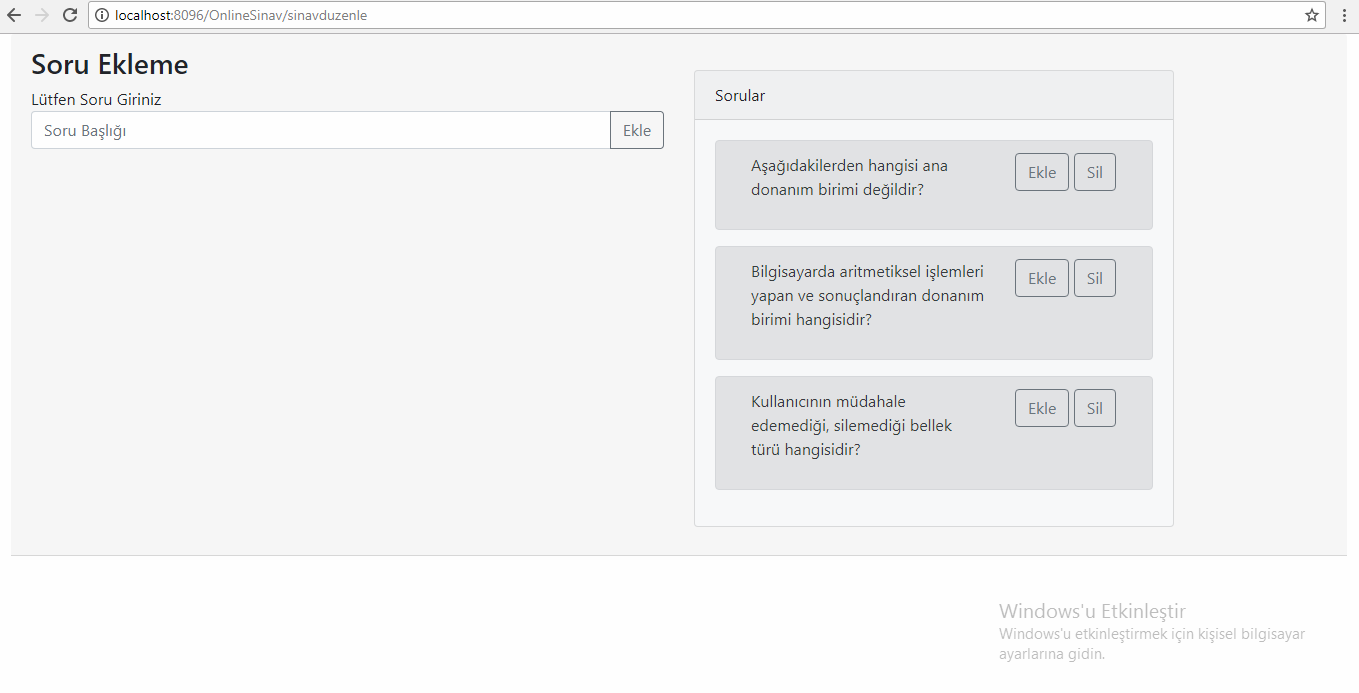 localhost:8096/OnlineSinav/sinavduzenle
Soru Ekleme
Lütfen Soru Giriniz
Soru Başlığı
Ekle
Sorular
Aşağıdakilerden hangisi ana
donanım birimi değildir?
Ekle Sil
Bilgisayarda aritmetiksel işlemleri
yapan ve sonuçlandıran donanım
birimi hangisidir?
Ekle Sil
Kullanıcının müdahale
edemediği, silemediği bellek
türü hangisidir?
Ekle Sil
Windows'u Etkinleştir
Windows'u etkinleştirmek için kişisel bilgisayar
ayarlarına gidin.